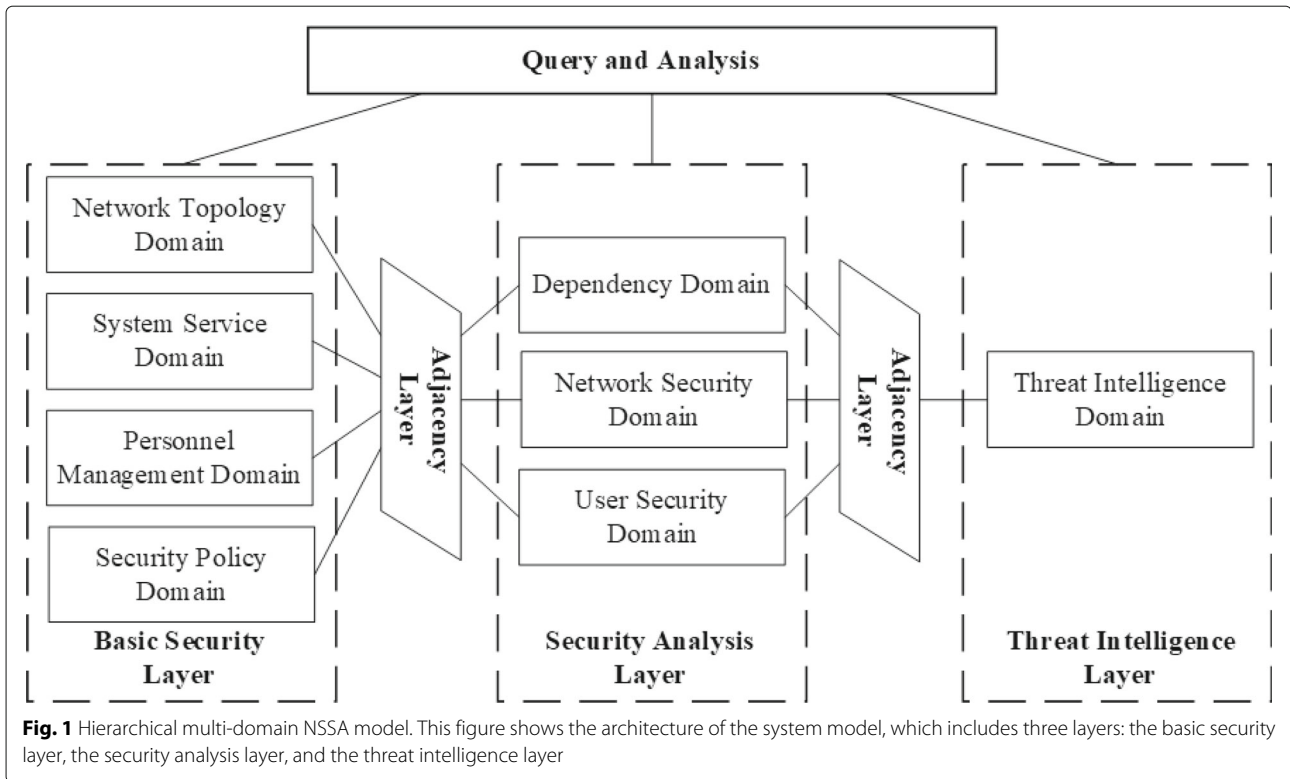 Query and Analysis
Network Topology
Domain
System Service
Domain
Personnel
Management Domain
Security Policy
Domain
Basic Security
Layer
Adjacency
Layer
Dependency Domain
Network Security
Domain
User Security
Domain
Security Analysis
Layer
Adjacency
Layer
Threat Intelligence
Domain
Threat Intelligence
Layer
Fig. 1 Hierarchical multi-domain NSSA model. This figure shows the architecture of the system model, which includes three layers: the basic security
layer, the security analysis layer, and the threat intelligence layer